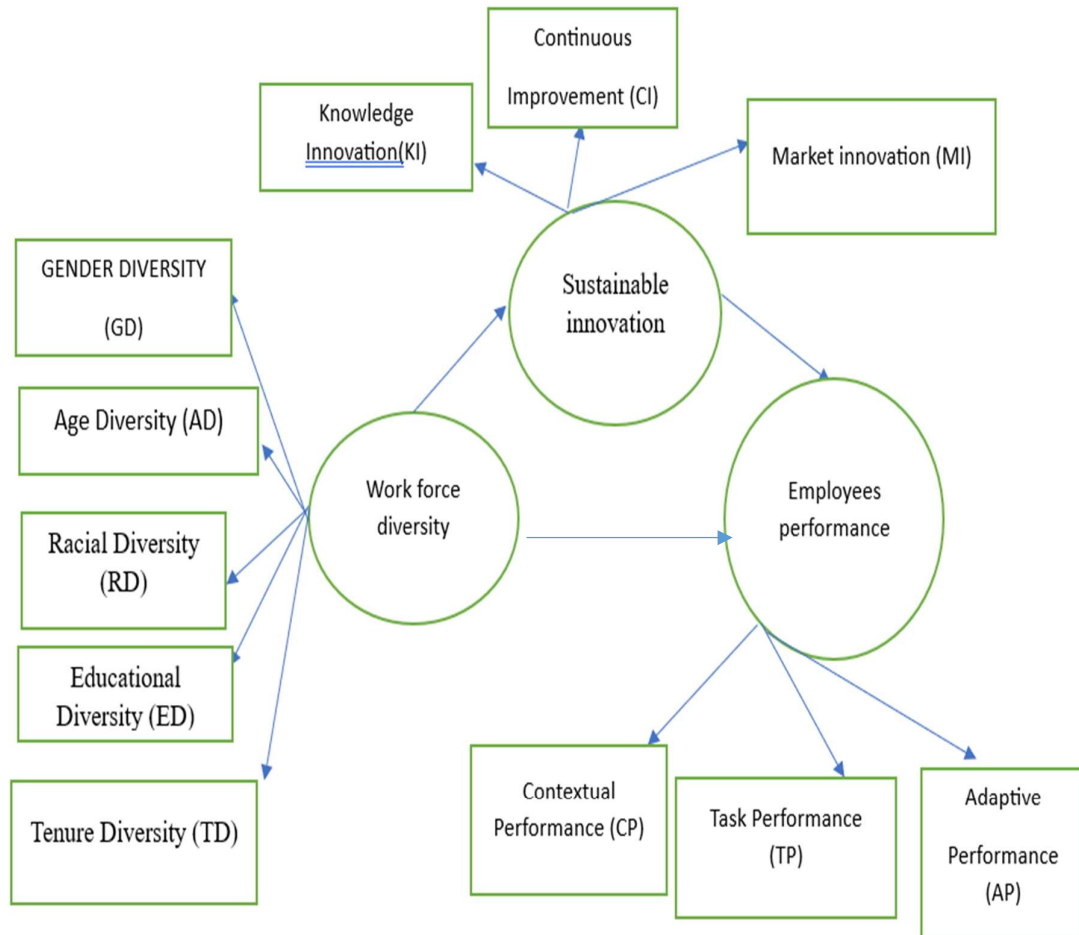 Continuous
Improvement (CI)
Knowledge
Innovation(KI)
Market innovation (MI)
GENDER DIVERSITY
(GD)
Sustainable
innovation
Age Diversity (AD)
Work force
diversity
Employees
performance
Racial Diversity
(RD)
Educational
Diversity (ED)
Tenure Diversity (TD)
Contextual
Performance (CP)
Task Performance
(TP)
Adaptive
Performance
(AP)